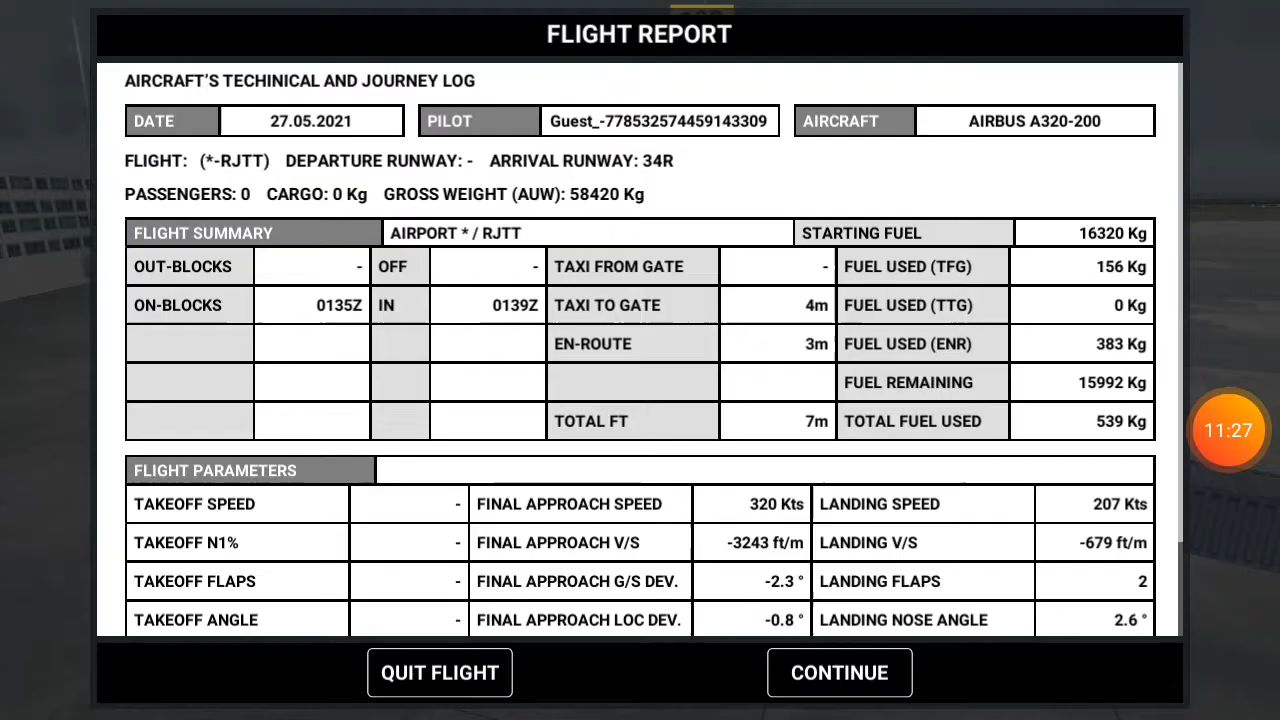 FLIGHT REPORT
AIRCRAFT'S TECHINICAL AND JOURNEY LOG
DATE 27.05.2021 PILOT Guest_-778532574459143309 AIRCRAFT AIRBUS A320-200
FLIGHT: (*-RJTT) DEPARTURE RUNWAY: - ARRIVAL RUNWAY: 34R
PASSENGERS: 0 CARGO: 0 Kg GROSS WEIGHT (AUW): 58420 Kg
FLIGHT SUMMARY AIRPORT * / RJTT STARTING FUEL 16320 Kg
OUT-BLOCKS - OFF - TAXI FROM GATE - FUEL USED (TFG) 156 Kg
ON-BLOCKS 0135Z IN 0139Z TAXI TO GATE 4m FUEL USED (TTG) 0 Kg
EN-ROUTE 3m FUEL USED (ENR) 383 Kg
FUEL REMAINING 15992 Kg
TOTAL FT 7m TOTAL FUEL USED 539 Kg
11:27
FLIGHT PARAMETERS
TAKEOFF SPEED - FINAL APPROACH SPEED 320 Kts LANDING SPEED 207 Kts
TAKEOFF N1% - FINAL APPROACH V/S -3243 ft/m LANDING V/S -679 ft/m
TAKEOFF FLAPS - FINAL APPROACH G/S DEV. -2.3 ° LANDING FLAPS 2
TAKEOFF ANGLE - FINAL APPROACH LOC DEV. -0.8 ° LANDING NOSE ANGLE 2.6 °
QUIT FLIGHT CONTINUE